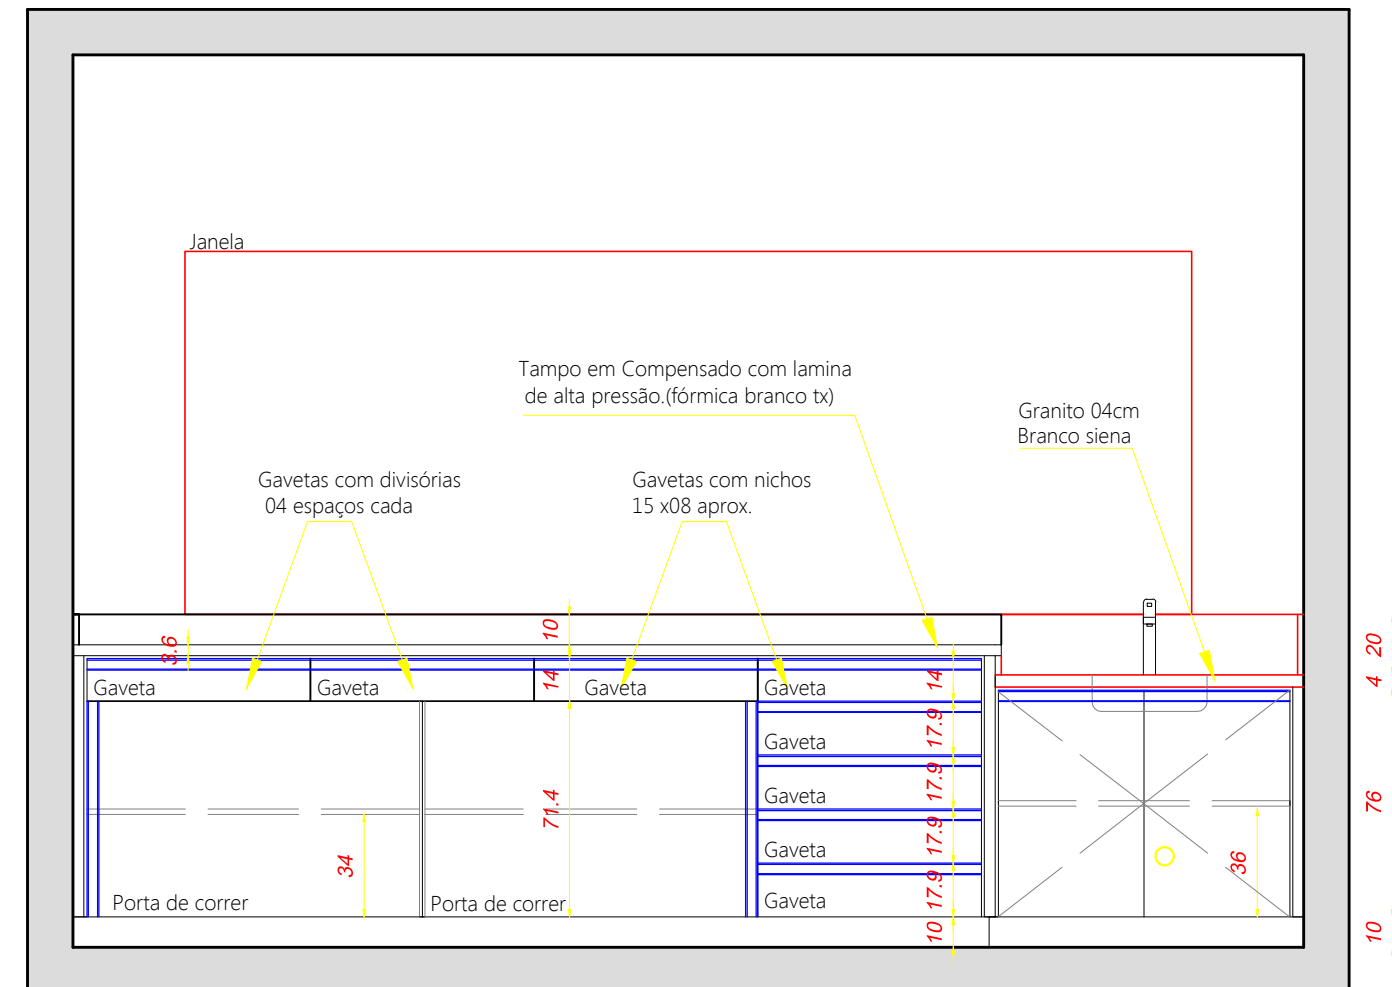 Janela
Tampo em Compensado com lamina
de alta pressão.(fórmica branco tx)
Granito 04cm
Branco siena
Gavetas com divisórias
04 espaços cada
Gavetas com nichos
15 x08 aprox.
3.6
10
20
Gaveta
Gaveta
14
Gaveta
Gaveta
14
4
17.9
Gaveta
17.9
Gaveta
71.4
76
17.9
Gaveta
34
36
17.9
Gaveta
Porta de correr
Porta de correr
10
10